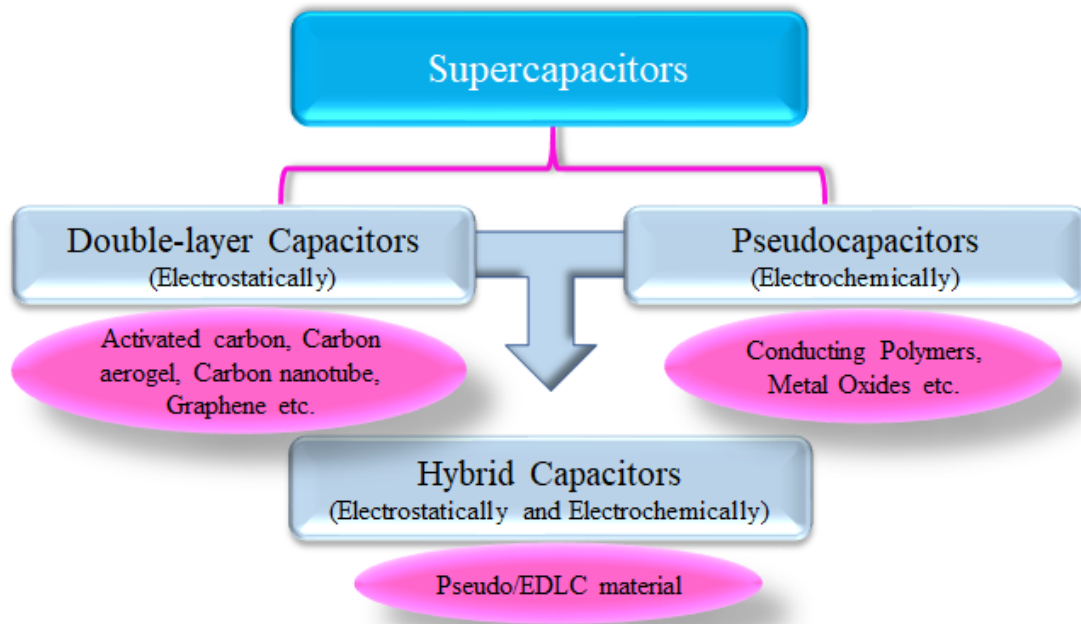 Supercapacitors
Double-layer Capacitors
(Electrostatically)
Pseudocapacitors
(Electrochemically)
Activated carbon, Carbon
aerogel, Carbon nanotube,
Graphene etc.
Conducting Polymers,
Metal Oxides etc.
Hybrid Capacitors
(Electrostatically and Electrochemically)
Pseudo/EDLC material